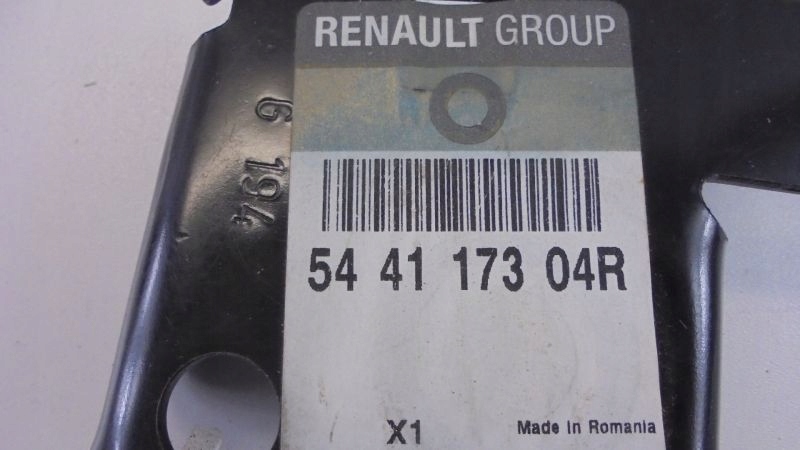 RENAULT GROUP
G 194
54 41 173 04R
X1
Made in Romania